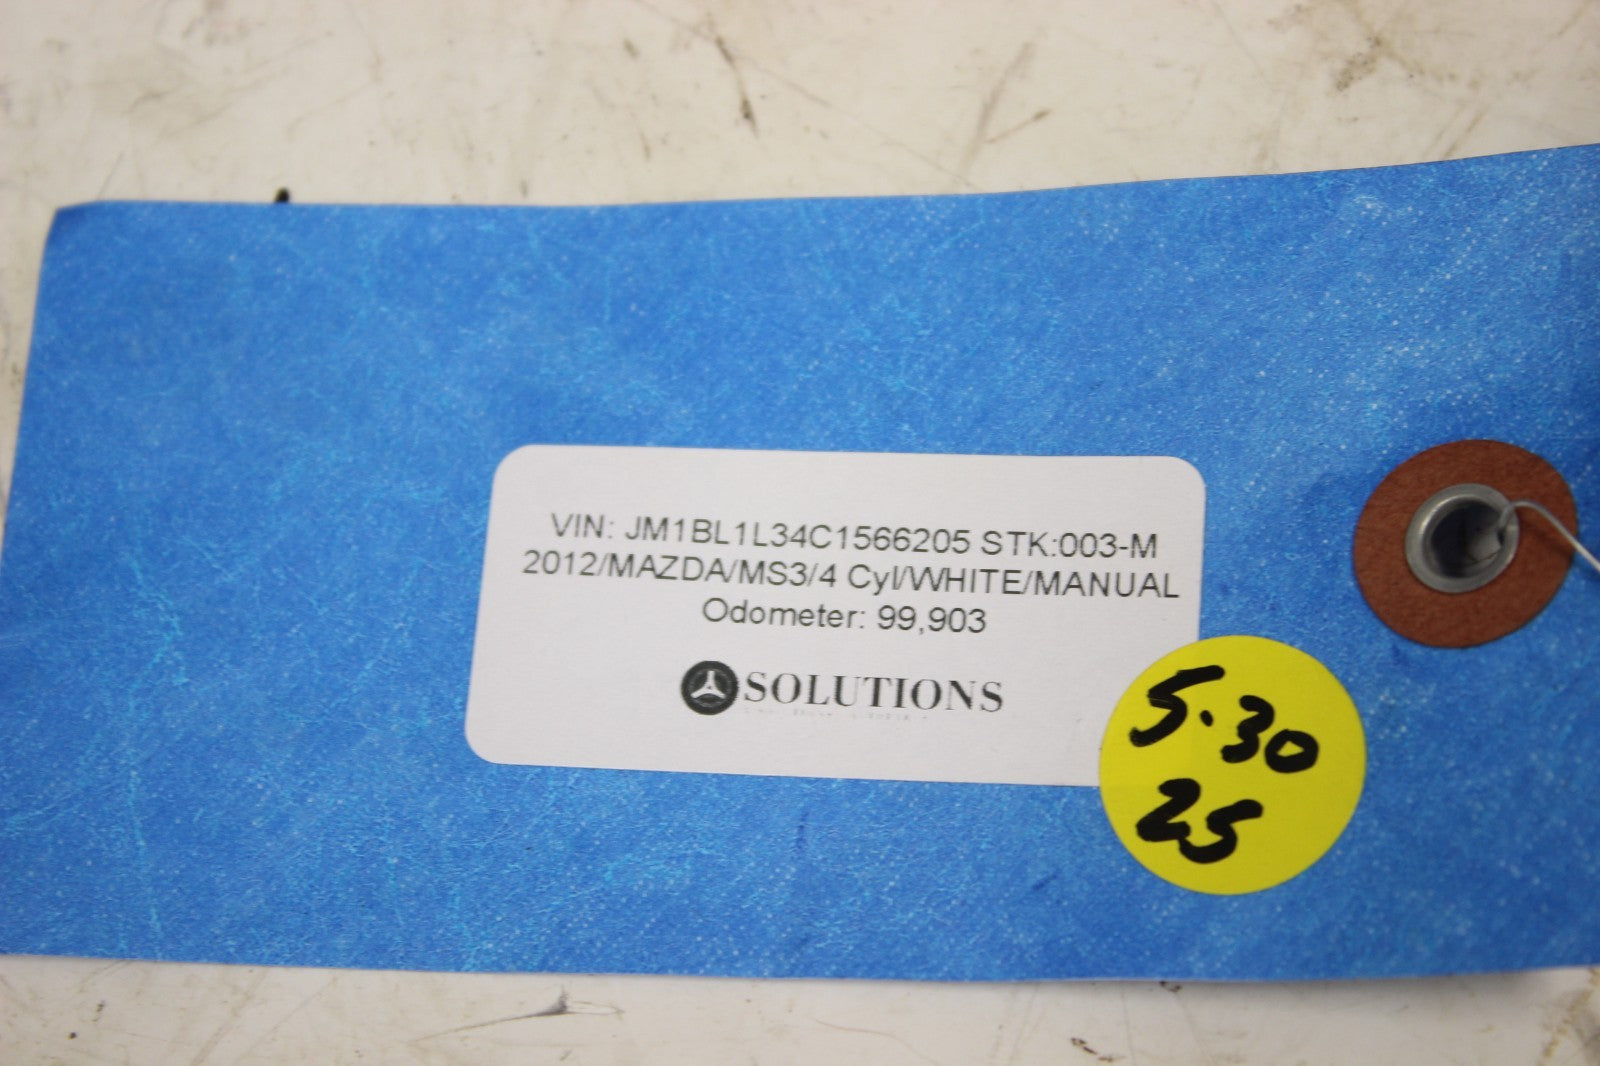 VIN: JM1BL1L34C1566205 STK:003-M
2012/MAZDA/MS3/4 Cyl/WHITE/MANUAL
Odometer: 99,903
SOLUTIONS
5.30
25